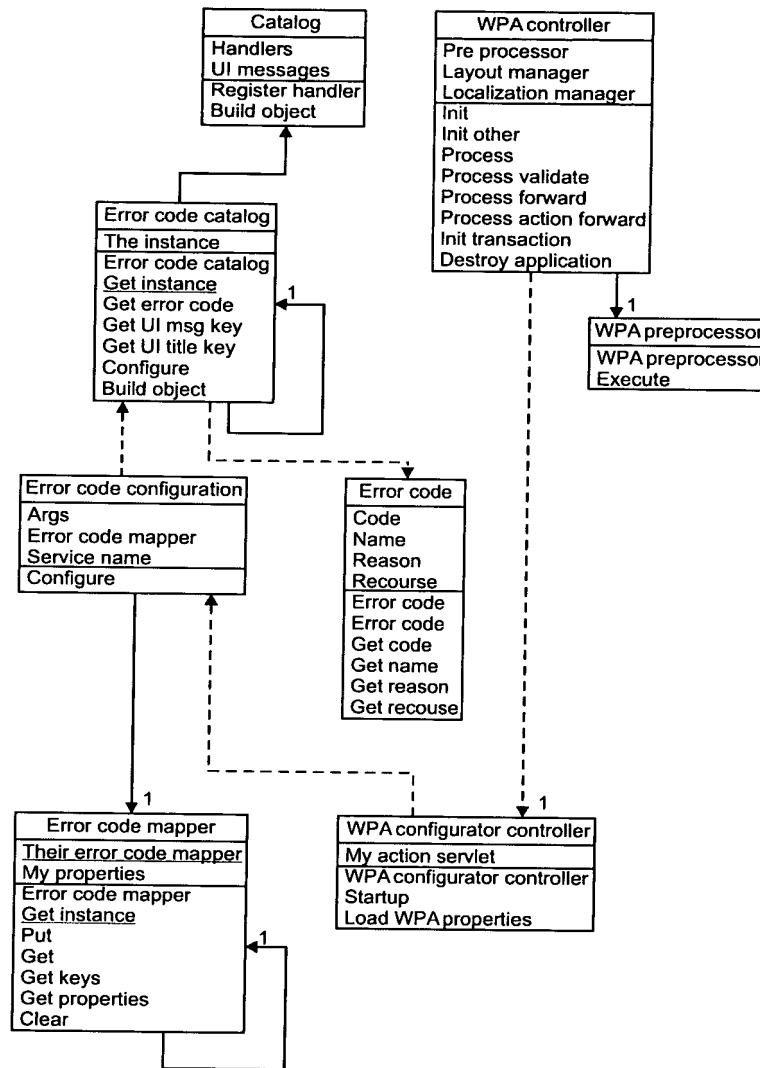 Catalog
Handlers
UI messages
Register handler
Build object
WPA controller
Pre processor
Layout manager
Localization manager
Init
Init other
Process
Process validate
Process forward
Process action forward
Init transaction
Destroy application
Error code catalog
The instance
Error code catalog
Get instance
Get error code
Get UI msg key
Get UI title key
Configure
Build object
1
1
WPA preprocessor
WPA preprocessor
Execute
Error code configuration
Args
Error code mapper
Service name
Configure
Error code
Code
Name
Reason
Recourse
Error code
Error code
Get code
Get name
Get reason
Get recouse
1
Error code mapper
Their error code mapper
My properties
Error code mapper
Get instance
Put
Get
Get keys
Get properties
Clear
1
1
WPA configurator controller
My action servlet
WPA configurator controller
Startup
Load WPA properties